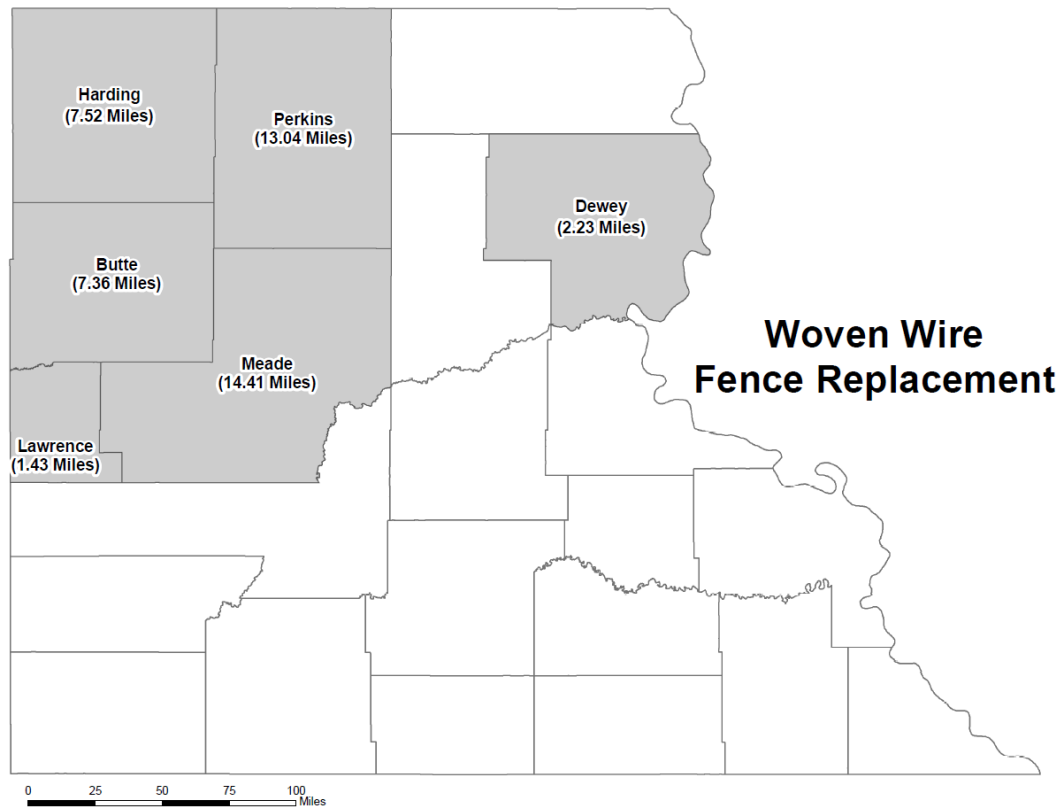 Harding
(7.52 Miles)
Perkins
(13.04 Miles)
Dewey
(2.23 Miles)
Butte
(7.36 Miles)
Woven Wire
Fence Replacement
Meade
(14.41 Miles)
Lawrence
(1.43 Miles)
0 25 50 75 100
Miles